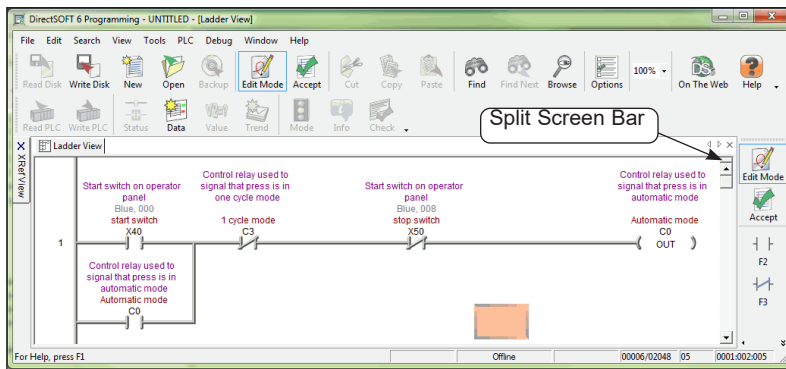 DirectSOFT 6 Programming - UNTITLED - [Ladder View]
File Edit Search View Tools PLC Debug Window Help
Read Disk Write Disk New Open Backup Edit Mode Accept Cut Copy Paste Find Find Next Browse Options 100% On The Web Help
Read PLC Write PLC Status Data Value Trend Mode Info Check
Split Screen Bar
X Ladder View
XRef View
Edit Mode
Accept
F2
F3
Start switch on operator
panel
Blue, 000
start switch
X40
Control relay used to
signal that press is in
one cycle mode
1 cycle mode
C3
Start switch on operator
panel
Blue, 008
stop switch
X50
Control relay used to
signal that press is in
automatic mode
Automatic mode
C0
OUT
1
Control relay used to
signal that press is in
automatic mode
Automatic mode
C0
For Help, press F1
Offline
00006/02048 05 0001:002:005